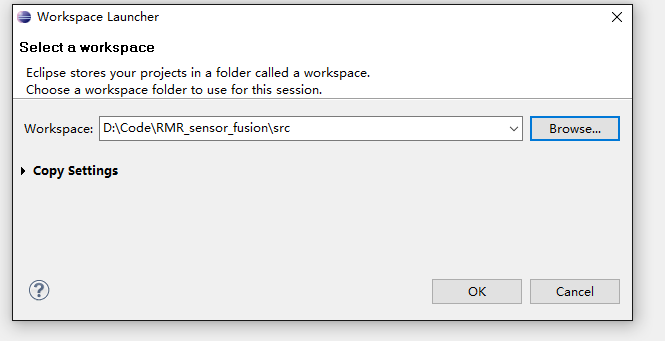 Workspace Launcher
Select a workspace
Eclipse stores your projects in a folder called a workspace.
Choose a workspace folder to use for this session.
Workspace: D:\Code\RMR_sensor_fusion\src Browse...
Copy Settings
? OK Cancel